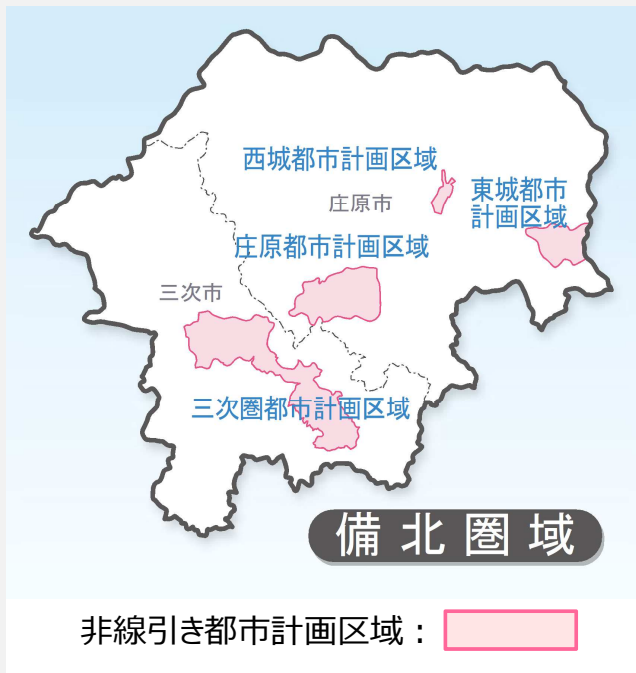 西城都市計画区域
庄原市
東城都市
計画区域
庄原都市計画区域
三次市
三次圏都市計画区域
備北圏域
非線引き都市計画区域：